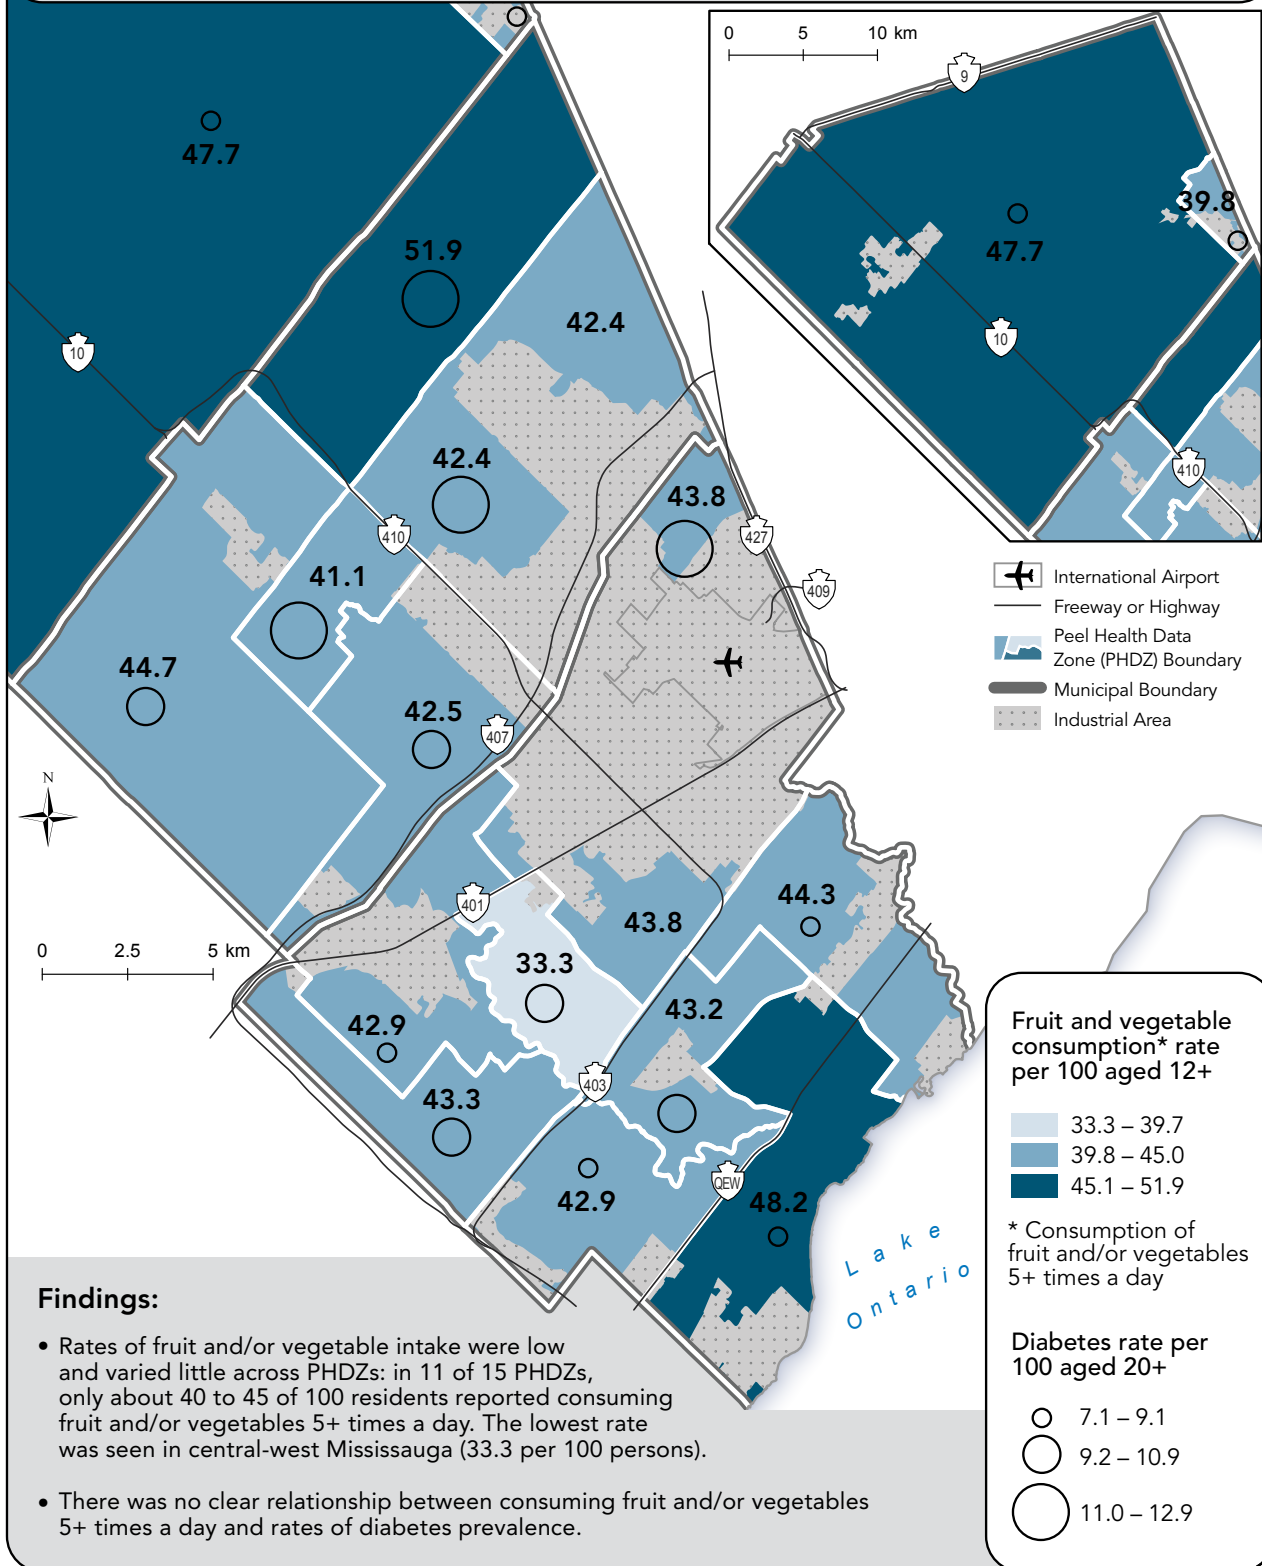 0 5 10 km
9
47.7
39.8
47.7
51.9
42.4
10
10
42.4
43.8
410
410
427
41.1
409
International Airport
Freeway or Highway
Peel Health Data
Zone (PHDZ) Boundary
Municipal Boundary
Industrial Area
44.7
42.5
407
N
401
44.3
43.8
0 2.5 5 km
33.3
43.2
42.9
403
43.3
QEW
42.9
48.2
Lake
Ontario
Fruit and vegetable
consumption* rate
per 100 aged 12+
33.3 – 39.7
39.8 – 45.0
45.1 – 51.9
* Consumption of
fruit and/or vegetables
5+ times a day
Diabetes rate per
100 aged 20+
7.1 – 9.1
9.2 – 10.9
11.0 – 12.9
Findings:
• Rates of fruit and/or vegetable intake were low
and varied little across PHDZs: in 11 of 15 PHDZs,
only about 40 to 45 of 100 residents reported consuming
fruit and/or vegetables 5+ times a day. The lowest rate
was seen in central-west Mississauga (33.3 per 100 persons).
• There was no clear relationship between consuming fruit and/or vegetables
5+ times a day and rates of diabetes prevalence.